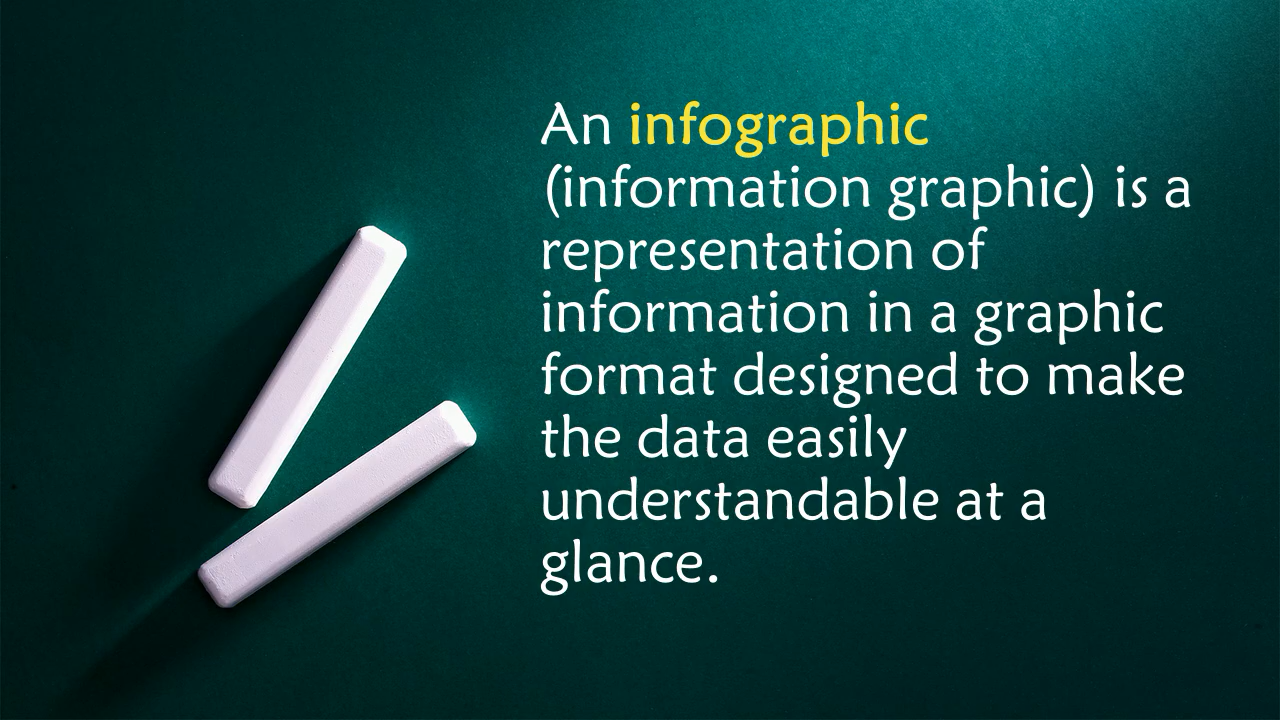 An infographic
(information graphic) is a
representation of
information in a graphic
format designed to make
the data easily
understandable at a
glance.